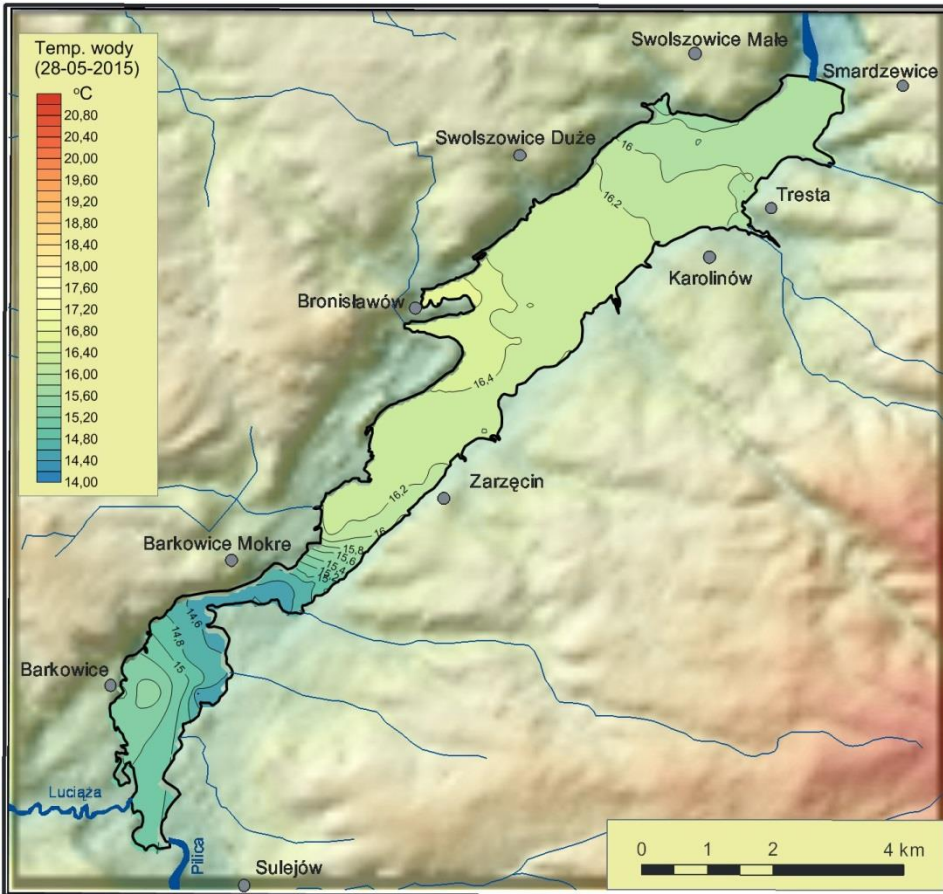 Temp. wody
(28-05-2015)
oC
20,80
20,40
20,00
19,60
19,20
18,80
18,40
18,00
17,60
17,20
16,80
16,40
16,00
15,60
15,20
14,80
14,40
14,00
Swolszowice Małe
Smardzewice
Swolszowice Duże
16
16,2
Tresta
Karolinów
Bronisławów
16,4
Zarzęcin
16,2
16
Barkowice Mokre
15,8
15,6
15,4
15,2
14,6
14,8
15
Barkowice
Luciąża
Pilica
Sulejów
0 1 2 4 km